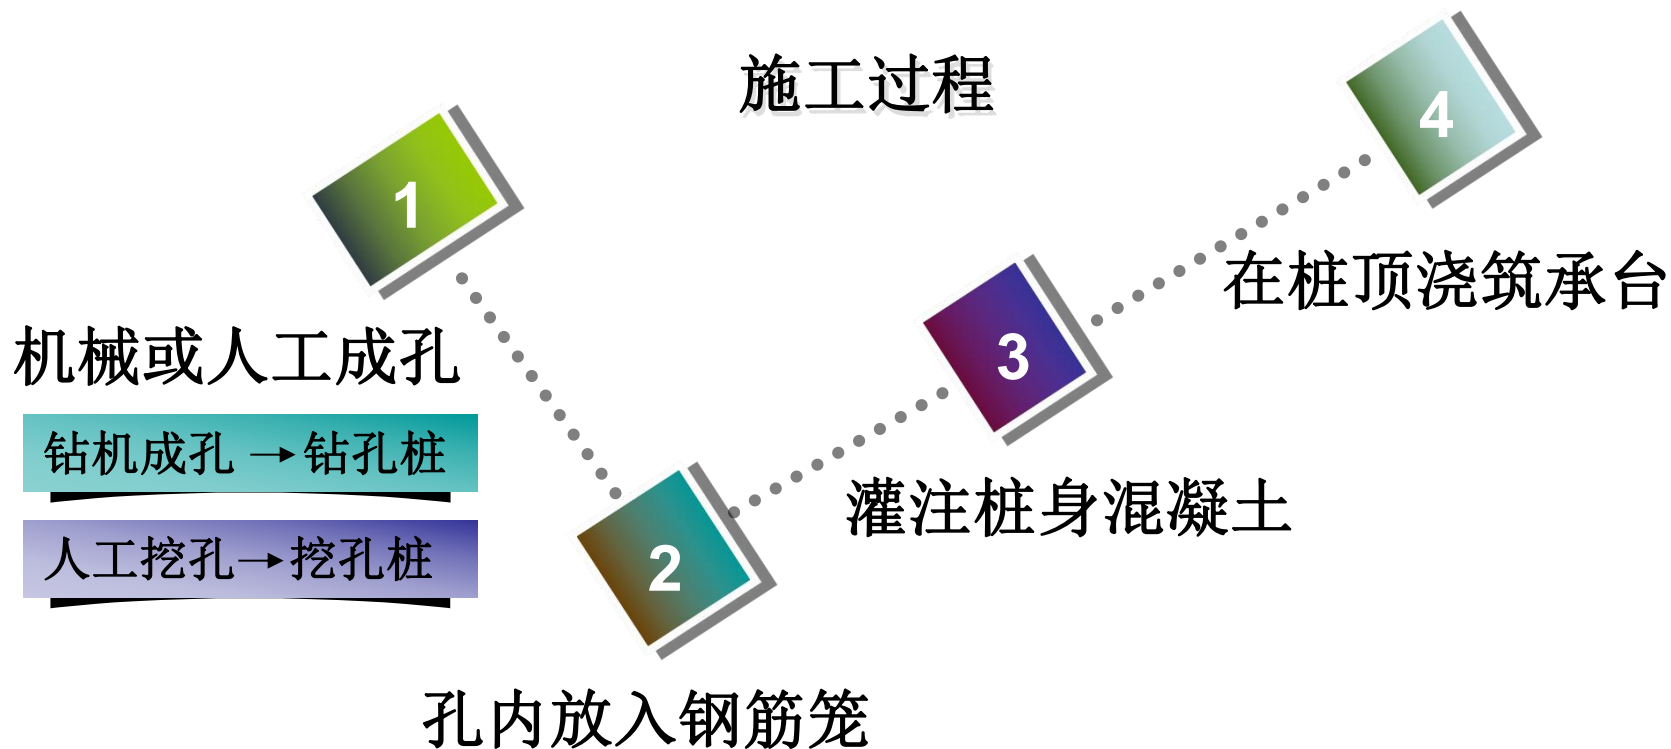 施工过程
1
机械或人工成孔
钻机成孔→钻孔桩
人工挖孔→挖孔桩
2
孔内放入钢筋笼
3
灌注桩身混凝土
4
在桩顶浇筑承台